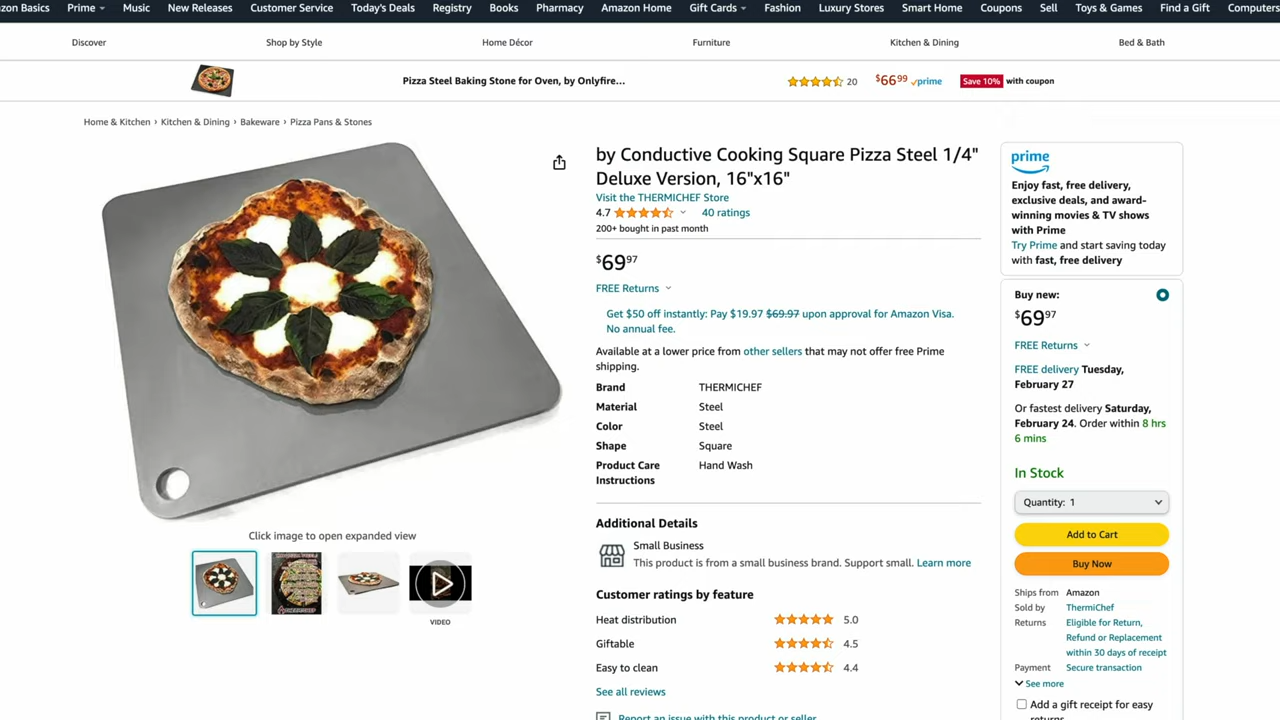 zon Basics Prime Music New Releases Customer Service Today's Deals Registry Books Pharmacy Amazon Home Gift Cards Fashion Luxury Stores Smart Home Coupons Sell Toys & Games Find a Gift Computers
Discover Shop by Style Home Décor Furniture Kitchen & Dining Bed & Bath
Pizza Steel Baking Stone for Oven, by Onlyfire... 20 $66⁹⁹ prime Save 10% with coupon
Home & Kitchen › Kitchen & Dining › Bakeware › Pizza Pans & Stones
by Conductive Cooking Square Pizza Steel 1/4"
Deluxe Version, 16"x16"
Visit the THERMICHEF Store
4.7 40 ratings
200+ bought in past month
$69⁹⁷
FREE Returns
Get $50 off instantly: Pay $19.97 $69.97 upon approval for Amazon Visa.
No annual fee.
Available at a lower price from other sellers that may not offer free Prime
shipping.
Brand THERMICHEF
Material Steel
Color Steel
Shape Square
Product Care Hand Wash
Instructions
Additional Details
Small Business
This product is from a small business brand. Support small. Learn more
Customer ratings by feature
Heat distribution 5.0
Giftable 4.5
Easy to clean 4.4
See all reviews
Report an issue with this product or seller
Click image to open expanded view
VIDEO
prime
Enjoy fast, free delivery,
exclusive deals, and award-
winning movies & TV shows
with Prime
Try Prime and start saving today
with fast, free delivery
Buy new:
$69⁹⁷
FREE Returns
FREE delivery Tuesday,
February 27
Or fastest delivery Saturday,
February 24. Order within 8 hrs
6 mins
In Stock
Quantity: 1
Add to Cart
Buy Now
Ships from Amazon
Sold by ThermiChef
Returns Eligible for Return,
Refund or Replacement
within 30 days of receipt
Payment Secure transaction
See more
Add a gift receipt for easy
returns